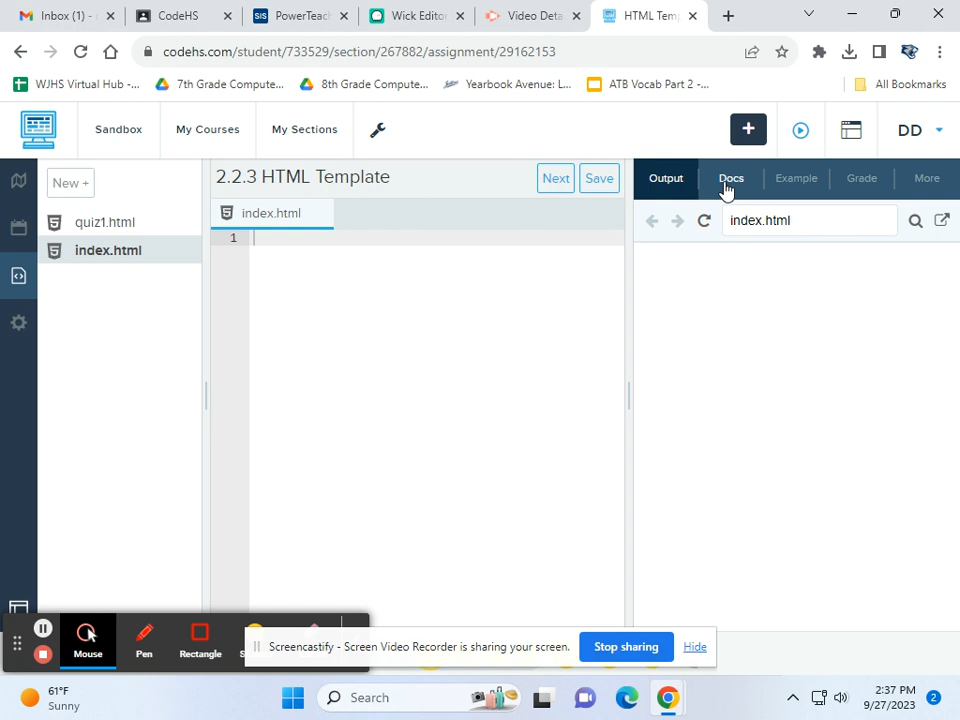 Inbox (1) -
CodeHS
SIS
PowerTeach
Wick Editor
Video Deta
HTML Temp
codehs.com/student/733529/section/267882/assignment/29162153
WJHS Virtual Hub -...
7th Grade Compute...
8th Grade Compute...
Yearbook Avenue: L...
ATB Vocab Part 2 -...
All Bookmarks
Sandbox
My Courses
My Sections
DD
New +
2.2.3 HTML Template
Next
Save
Output
Docs
Example
Grade
More
quiz1.html
index.html
index.html
index.html
1
Mouse
Pen
Rectangle
Screencastify - Screen Video Recorder is sharing your screen.
Stop sharing
Hide
61°F
Sunny
Search
2:37 PM
9/27/2023
2